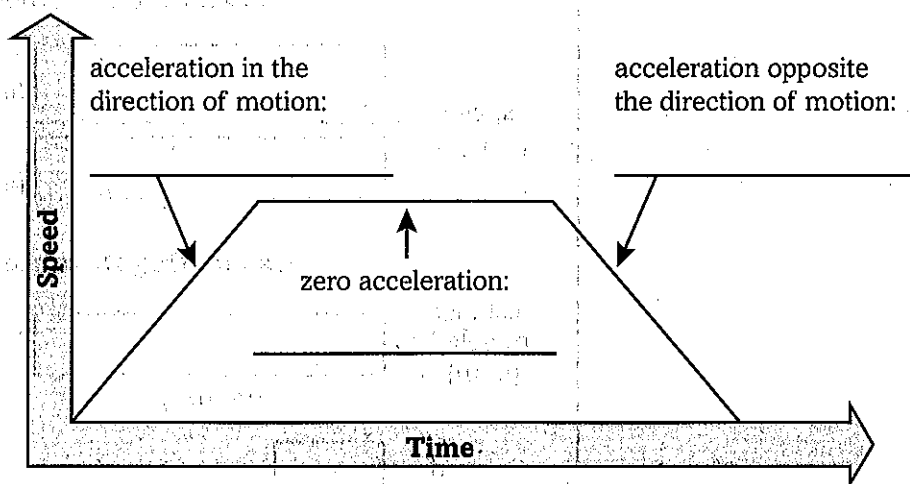 acceleration in the
direction of motion:
acceleration opposite
the direction of motion:
Speed
zero acceleration:
Time